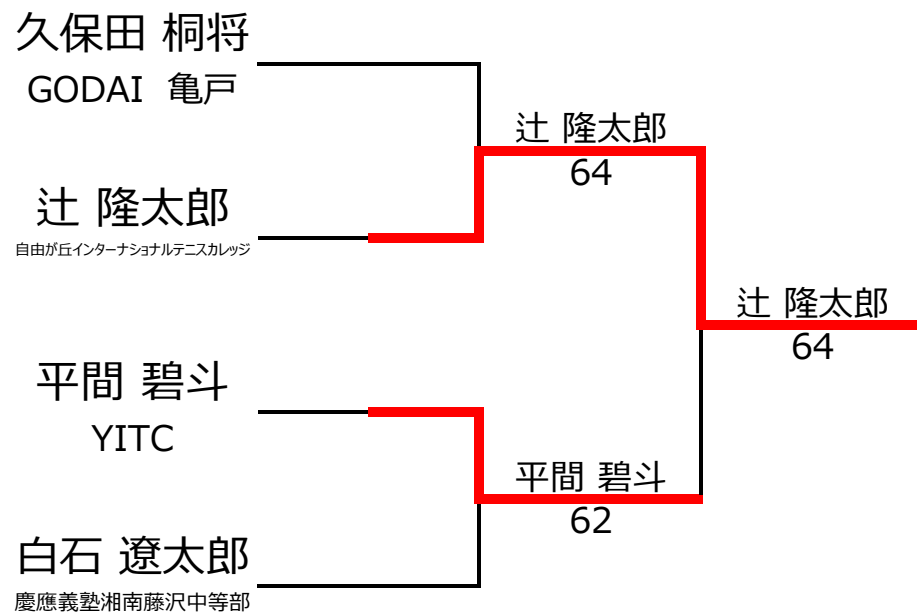 久保田 桐将
GODAI 亀戸
辻 隆太郎
64
辻 隆太郎
自由が丘インターナショナルテニスカレッジ
辻 隆太郎
64
平間 碧斗
YITC
平間 碧斗
62
白石 遼太郎
慶應義塾湘南藤沢中等部